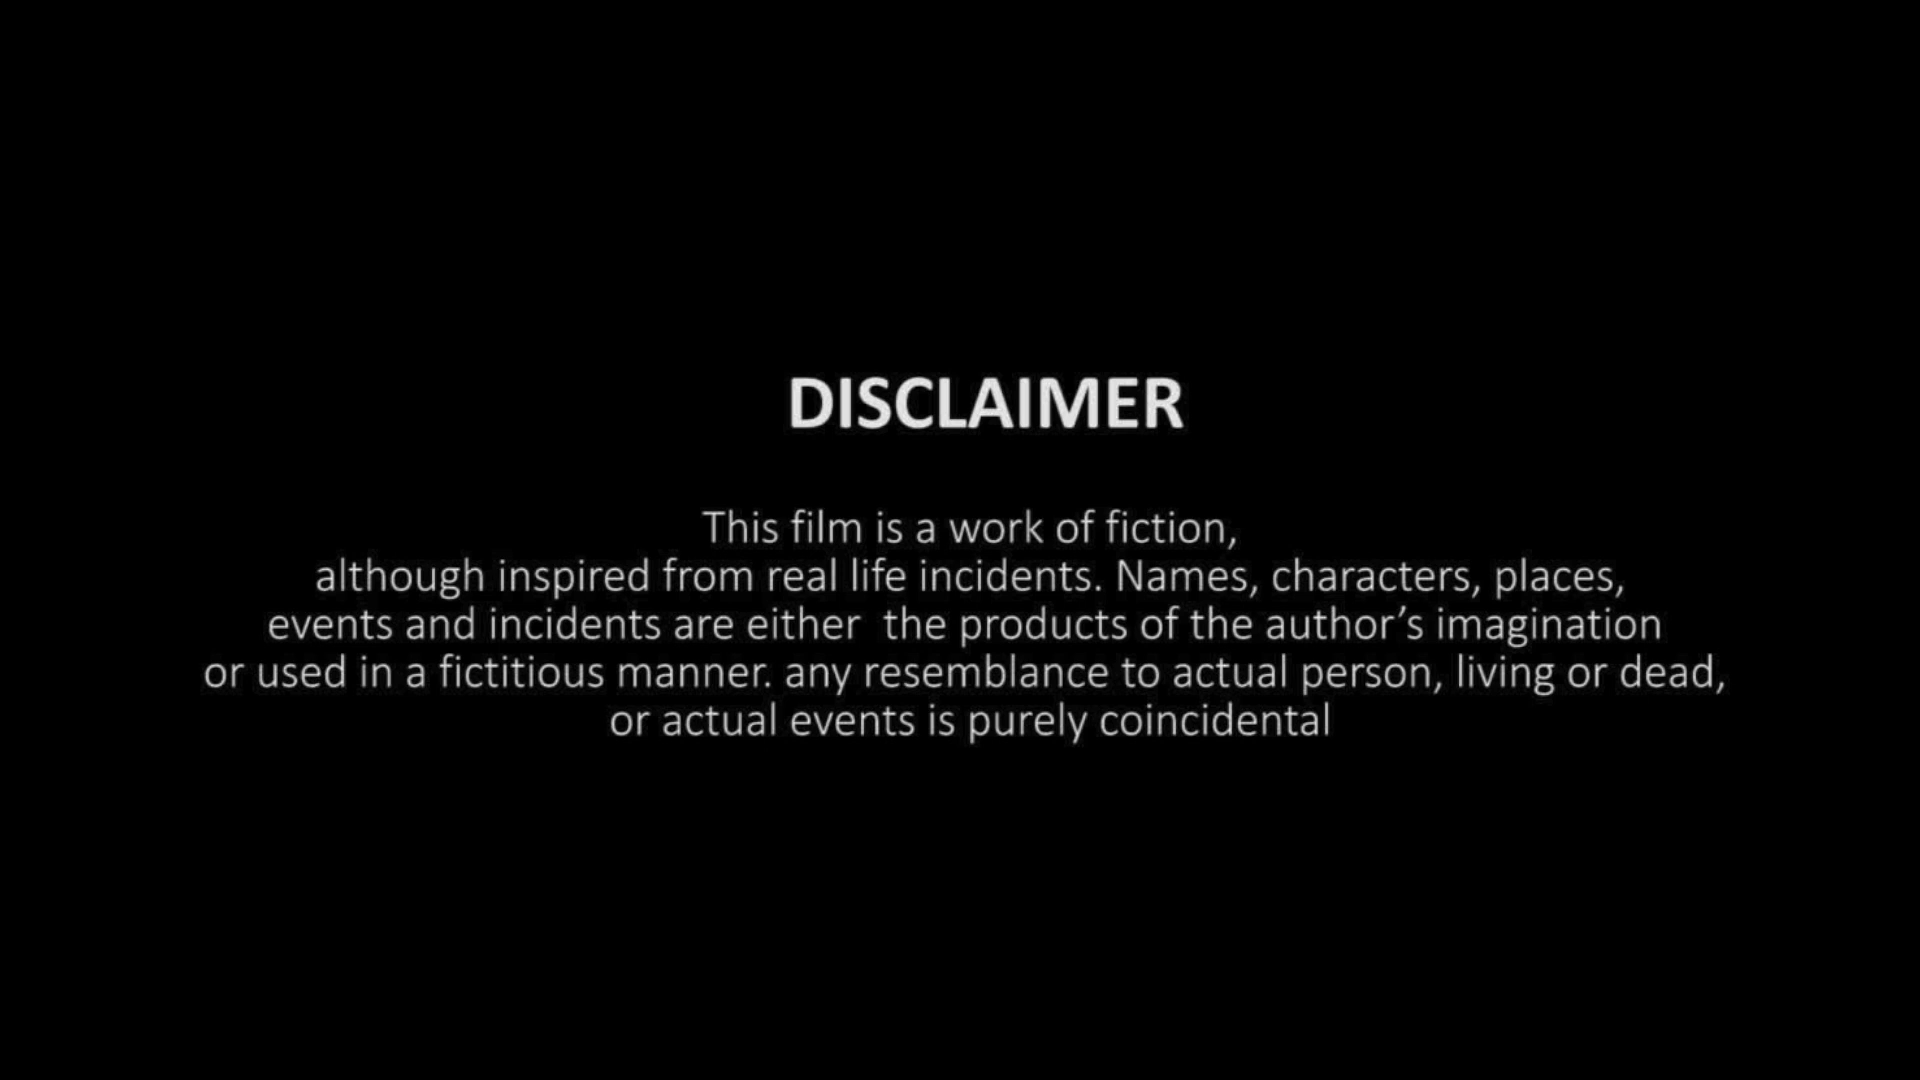 DISCLAIMER
This film is a work of fiction,
although inspired from real life incidents. Names, characters, places,
events and incidents are either  the products of the author’s imagination
or used in a fictitious manner. any resemblance to actual person, living or dead,
or actual events is purely coincidental